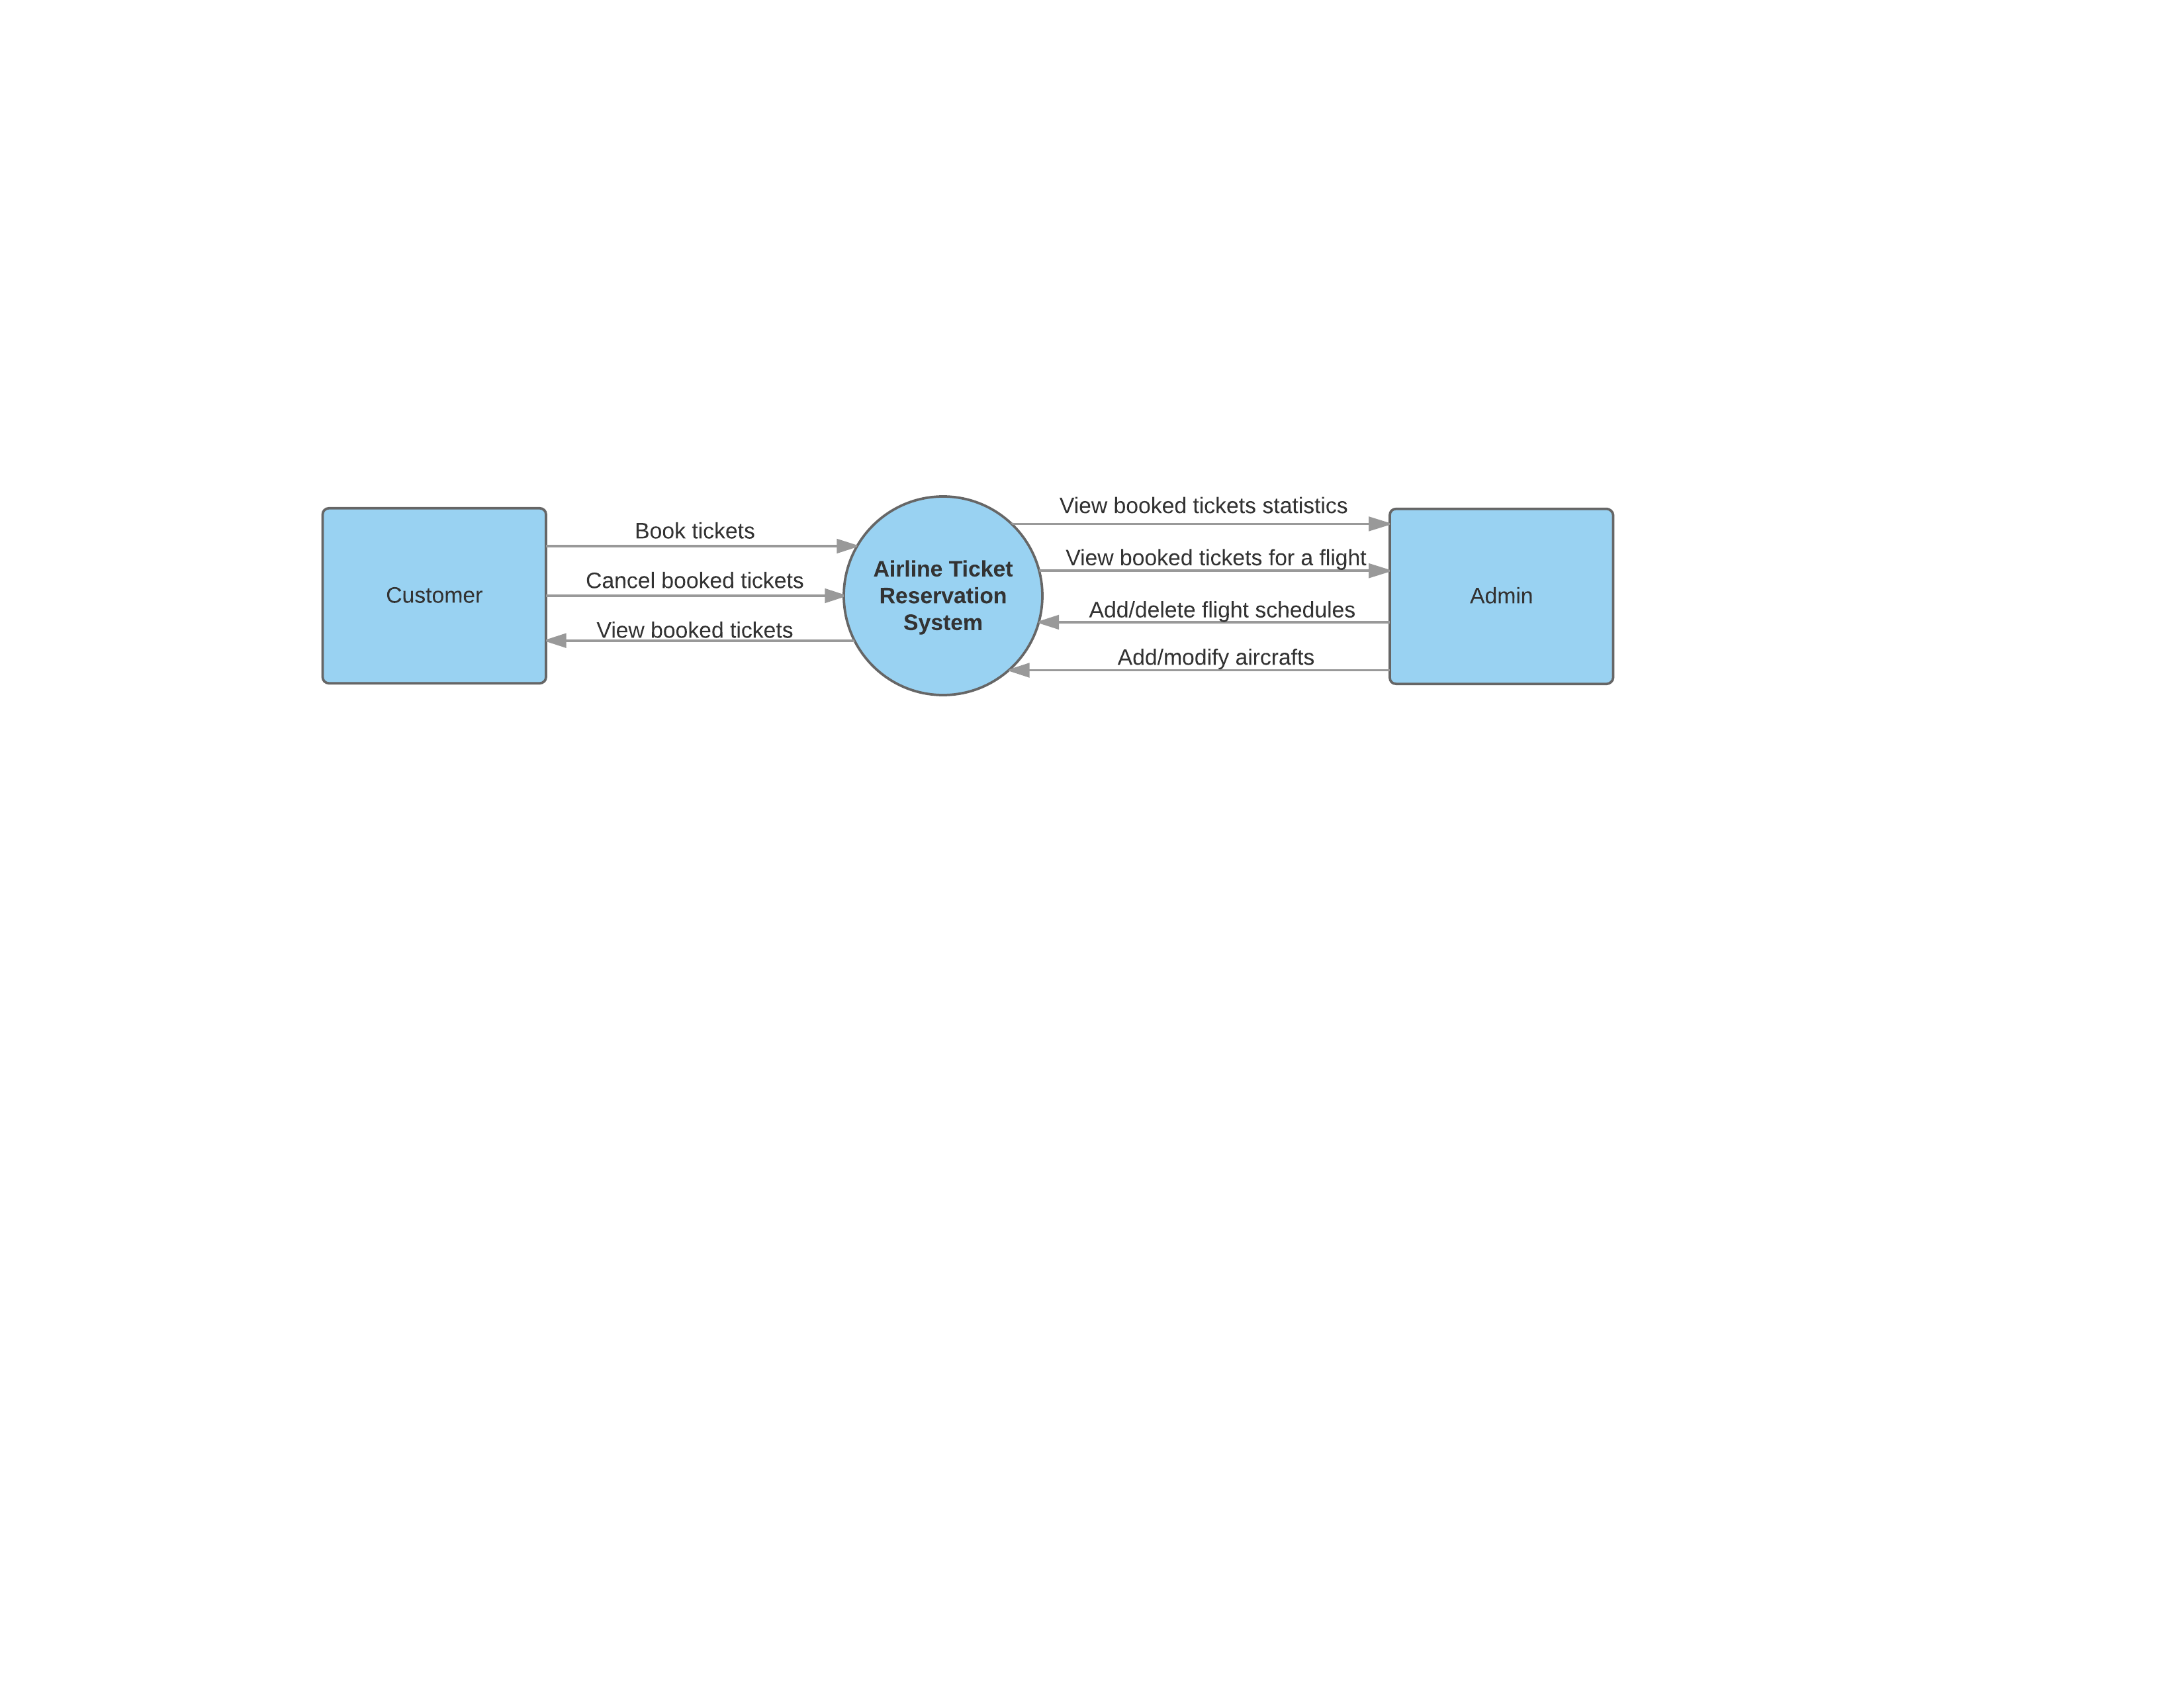 Customer
Book tickets
Cancel booked tickets
View booked tickets
Airline Ticket
Reservation
System
View booked tickets statistics
View booked tickets for a flight
Add/delete flight schedules
Add/modify aircrafts
Admin